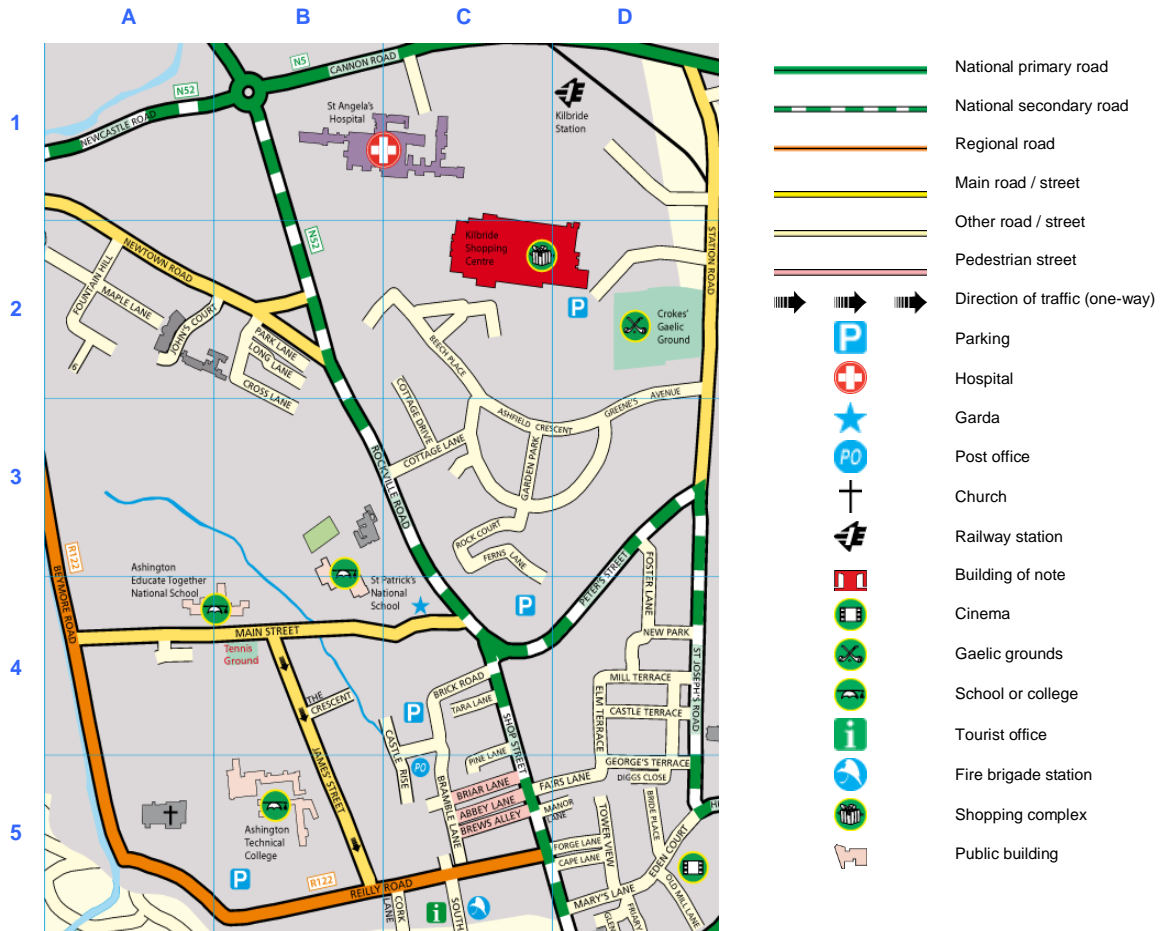 A B C D
1
2
3
4
5
N52
NEWCASTLE ROAD
N5
CANNON ROAD
St Angela's
Hospital
Kilbride
Station
N52
Kilbride
Shopping
Centre
P
STATION ROAD
NEWTOWN ROAD
FOUNTAIN HILL
MAPLE LANE
JOHN'S COURT
6
PARK LANE
LONG LANE
CROSS LANE
BEECH PLACE
Crokes'
Gaelic
Ground
COTTAGE DRIVE
COTTAGE LANE
ASHFIELD CRESCENT
GREENE'S AVENUE
GARDEN PARK
ROCKVILLE ROAD
ROCK COURT
FERNS LANE
R122
BEYMORE ROAD
Ashington
Educate Together
National School
St Patrick's
National
School
P
PETER'S STREET
FOSTER LANE
MAIN STREET
Tennis
Ground
NEW PARK
ST JOSEPH'S ROAD
THE
CRESCENT
JAMES' STREET
BRICK ROAD
TARA LANE
P
MILL TERRACE
ELM TERRACE
CASTLE TERRACE
SHOP STREET
CASTLE RISE
PO
PINE LANE
GEORGE'S TERRACE
DIGGS CLOSE
FAIRS LANE
BRAMBLE LANE
BRIAR LANE
ABBEY LANE
BREWS ALLEY
MANOR
LANE
TOWER VIEW
BRIDE PLACE
Ashington
Technical
College
P
FORGE LANE
CAPE LANE
EDEN COURT
R122
REILLY ROAD
CORK
LANE
SOUTH
i
MARY'S LANE
OLD MILL LANE
FRIARY
GLEN
National primary road
National secondary road
Regional road
Main road / street
Other road / street
Pedestrian street
Direction of traffic (one-way)
P Parking
Hospital
Garda
PO Post office
Church
Railway station
Building of note
Cinema
Gaelic grounds
School or college
i Tourist office
Fire brigade station
Shopping complex
Public building